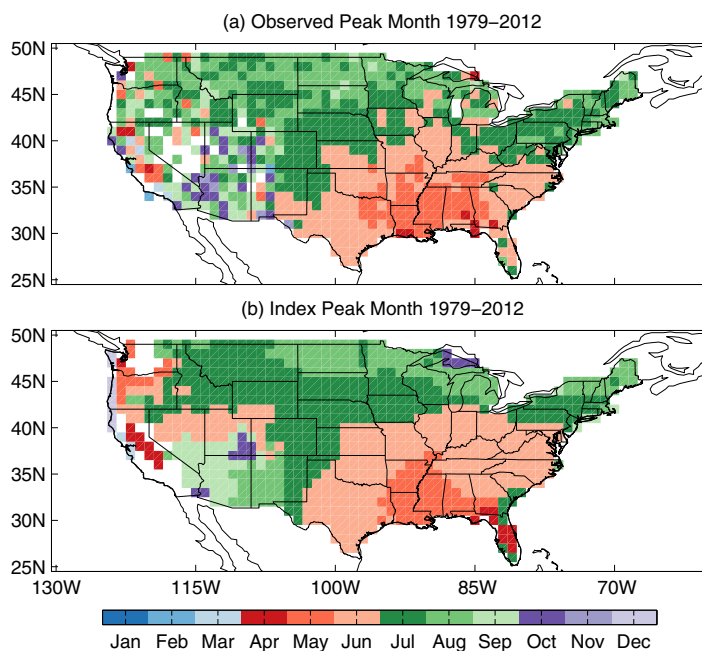 (a) Observed Peak Month 1979–2012
50N
45N
40N
35N
30N
25N
(b) Index Peak Month 1979–2012
50N
45N
40N
35N
30N
25N
130W 115W 100W 85W 70W
Jan Feb Mar Apr May Jun Jul Aug Sep Oct Nov Dec